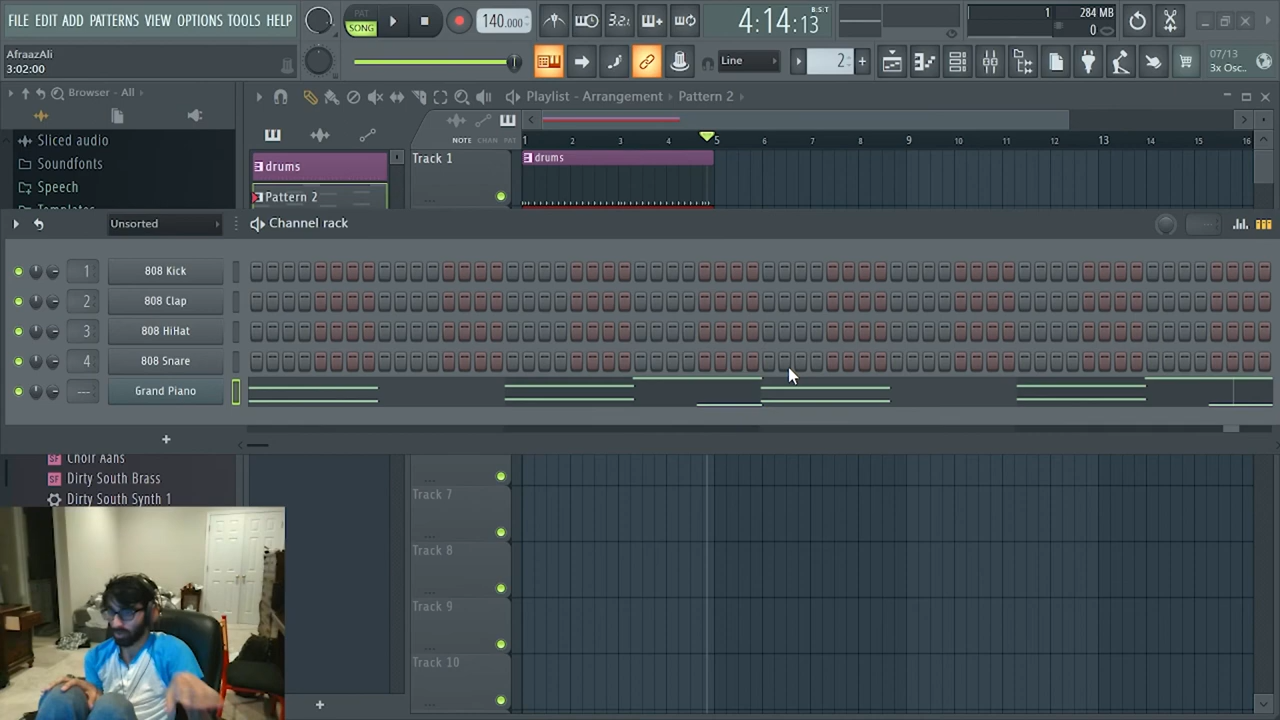 FILE EDIT ADD PATTERNS VIEW OPTIONS TOOLS HELP
PAT
SONG
140.000
3.2.
4:14:13
B:S:T
1
284 MB
0
AfraazAli
3:02:00
Line
2
07/13
3x Osc..
Browser - All
Playlist - Arrangement
Pattern 2
NOTE CHAN PAT
1 2 3 4 5 6 7 8 9 10 11 12 13 14 15 16
Sliced audio
Soundfonts
Speech
drums
Pattern 2
Track 1
drums
Unsorted
Channel rack
1 808 Kick
2 808 Clap
3 808 HiHat
4 808 Snare
--- Grand Piano
Choir Aahs
Dirty South Brass
Dirty South Synth 1
Track 7
Track 8
Track 9
Track 10